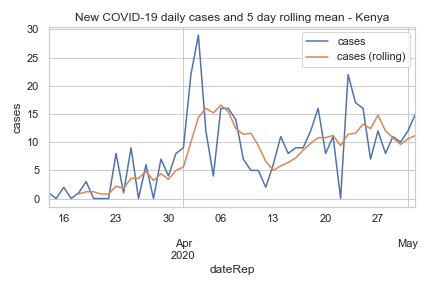 New COVID-19 daily cases and 5 day rolling mean - Kenya
cases
cases (rolling)
cases
30
25
20
15
10
5
0
16 23 30 06 13 20 27
Apr May
2020
dateRep